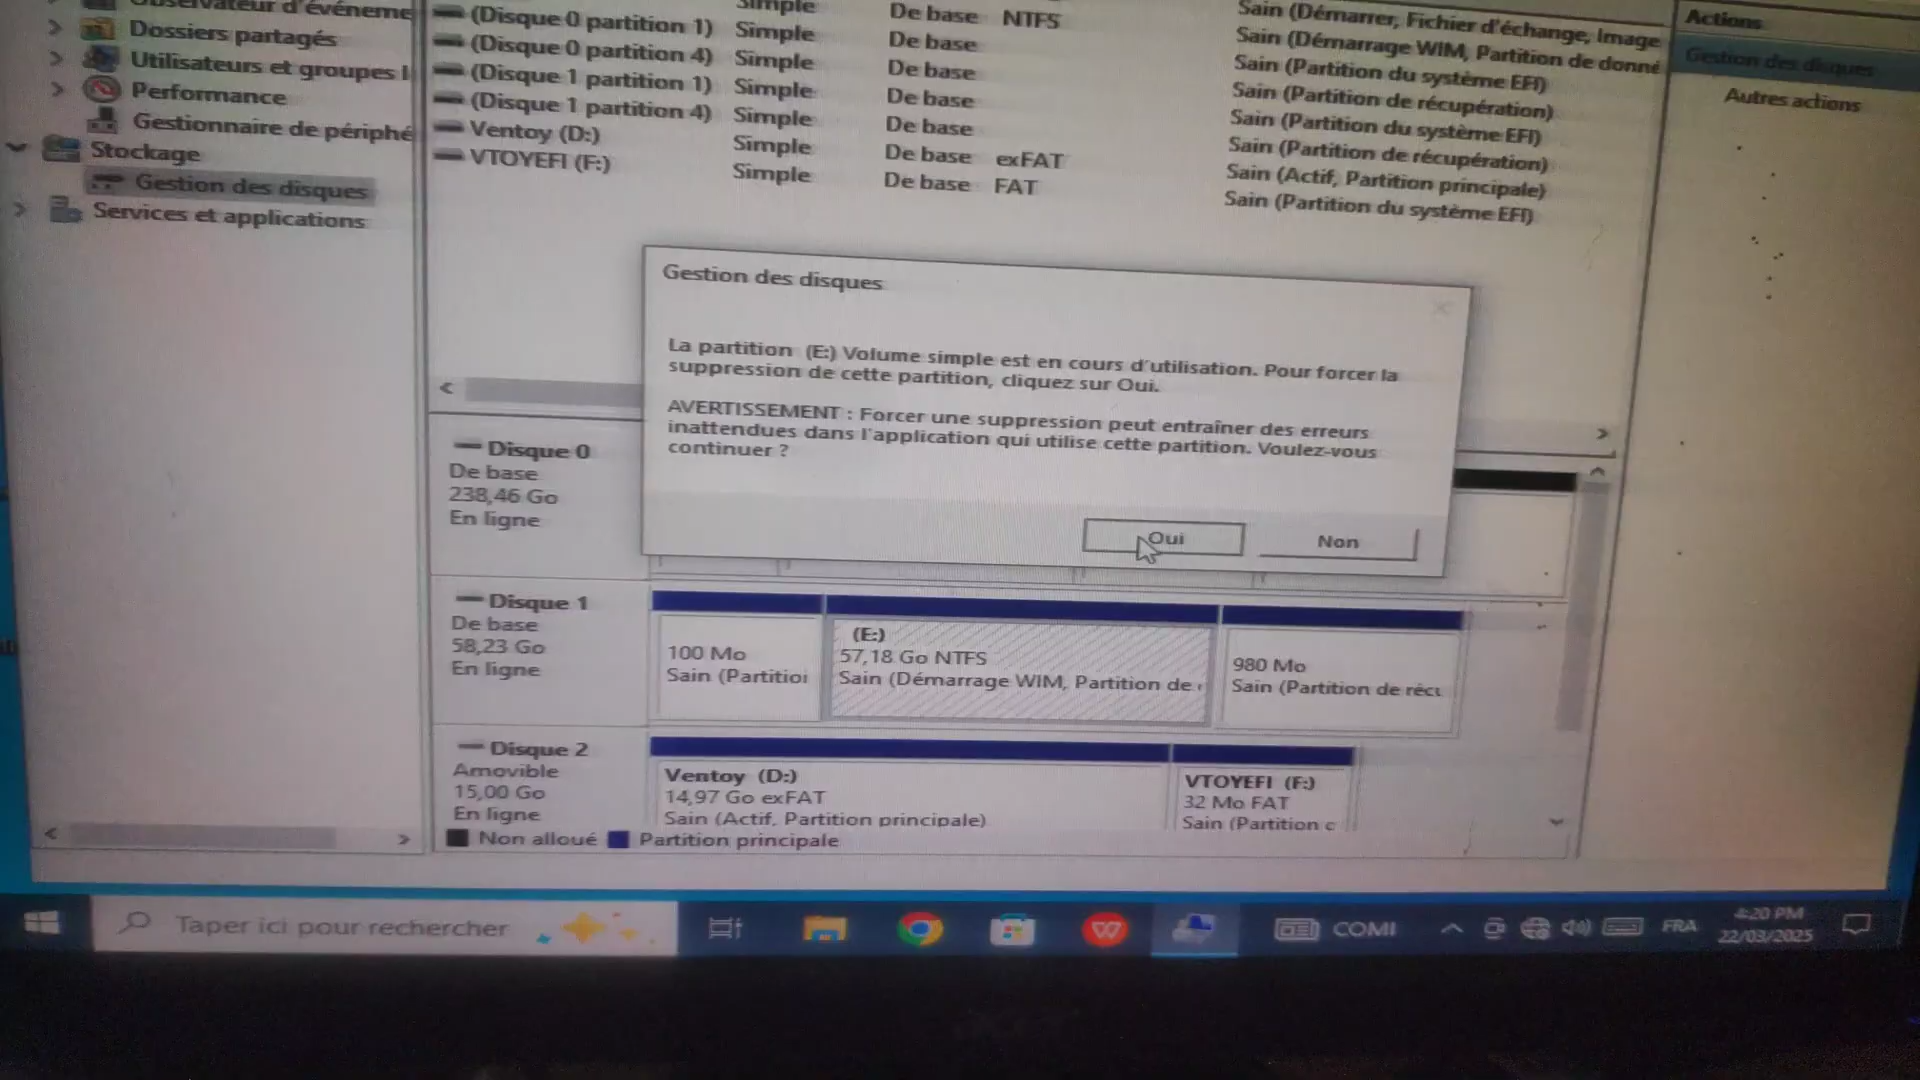 Dossiers partagés
Utilisateurs et groupes l
Performance
Gestionnaire de périphé
Stockage
Gestion des disques
Services et applications
(Disque 0 partition 1) Simple De base NTFS
(Disque 0 partition 4) Simple De base
(Disque 1 partition 1) Simple De base
(Disque 1 partition 4) Simple De base
Ventoy (D:) Simple De base exFAT
VTOYEFI (F:) Simple De base FAT
Sain (Démarrer, Fichier d'échange, Image
Sain (Démarrage WIM, Partition de donné
Sain (Partition du système EFI)
Sain (Partition de récupération)
Sain (Partition du système EFI)
Sain (Partition de récupération)
Sain (Actif, Partition principale)
Sain (Partition du système EFI)
Actions
Gestion des disques
Autres actions
Gestion des disques
La partition (E:) Volume simple est en cours d'utilisation. Pour forcer la
suppression de cette partition, cliquez sur Oui.
AVERTISSEMENT : Forcer une suppression peut entraîner des erreurs
inattendues dans l'application qui utilise cette partition. Voulez-vous
continuer ?
Oui
Non
Disque 0
De base
238,46 Go
En ligne
Disque 1
De base
58,23 Go
En ligne
100 Mo
Sain (Partitior
(E:)
57,18 Go NTFS
Sain (Démarrage WIM, Partition de
980 Mo
Sain (Partition de récu
Disque 2
Amovible
15,00 Go
En ligne
Ventoy (D:)
14,97 Go exFAT
Sain (Actif, Partition principale)
VTOYEFI (F:)
32 Mo FAT
Sain (Partition c
Non alloué Partition principale
Taper ici pour rechercher
COMI
FRA
4:20 PM
22/03/2025